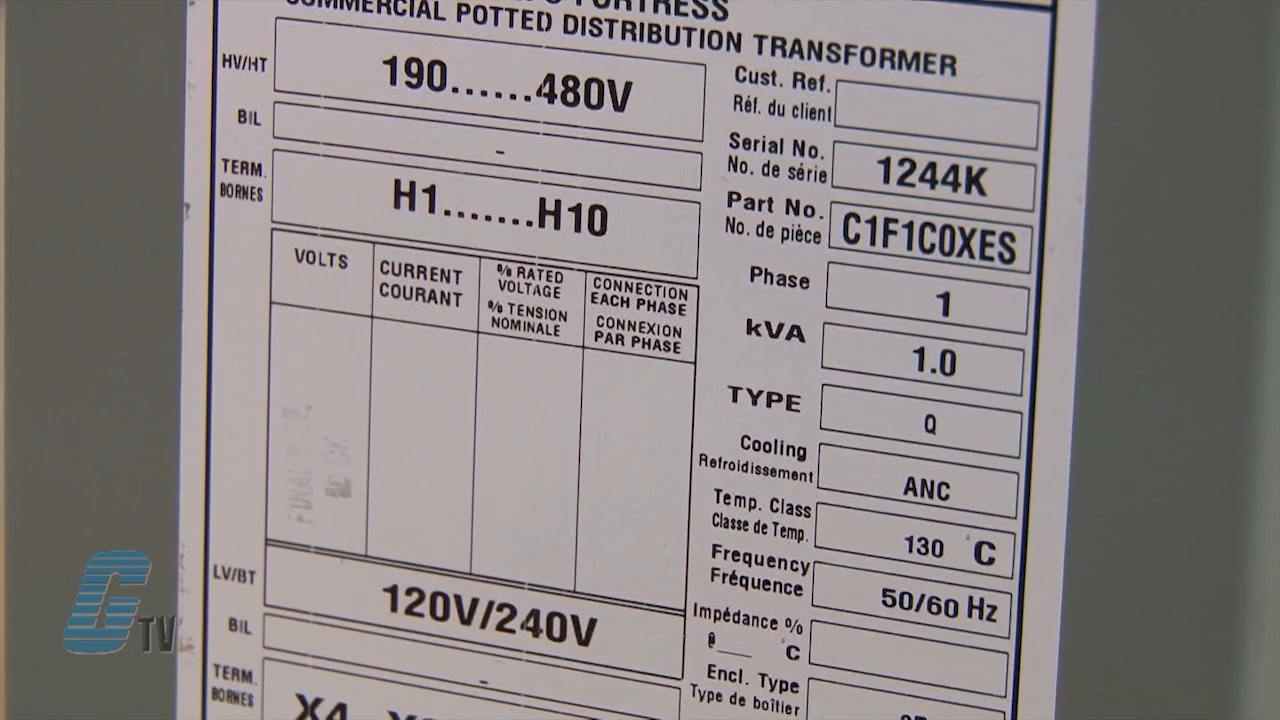 FORTRESS
COMMERCIAL POTTED DISTRIBUTION TRANSFORMER
HV/HT
190......480V
BIL
-
TERM.
BORNES
H1.......H10
VOLTS
CURRENT
COURANT
% RATED
VOLTAGE
% TENSION
NOMINALE
CONNECTION
EACH PHASE
CONNEXION
PAR PHASE
LV/BT
120V/240V
BIL
-
TERM.
BORNES
X4
Cust. Ref.
Réf. du client
Serial No.
No. de série
1244K
Part No.
No. de pièce
C1F1C0XES
Phase
1
kVA
1.0
TYPE
Q
Cooling
Refroidissement
ANC
Temp. Class
Classe de Temp.
130 °C
Frequency
Fréquence
50/60 Hz
Impédance %
@___ °C
Encl. Type
Type de boîtier
G TV